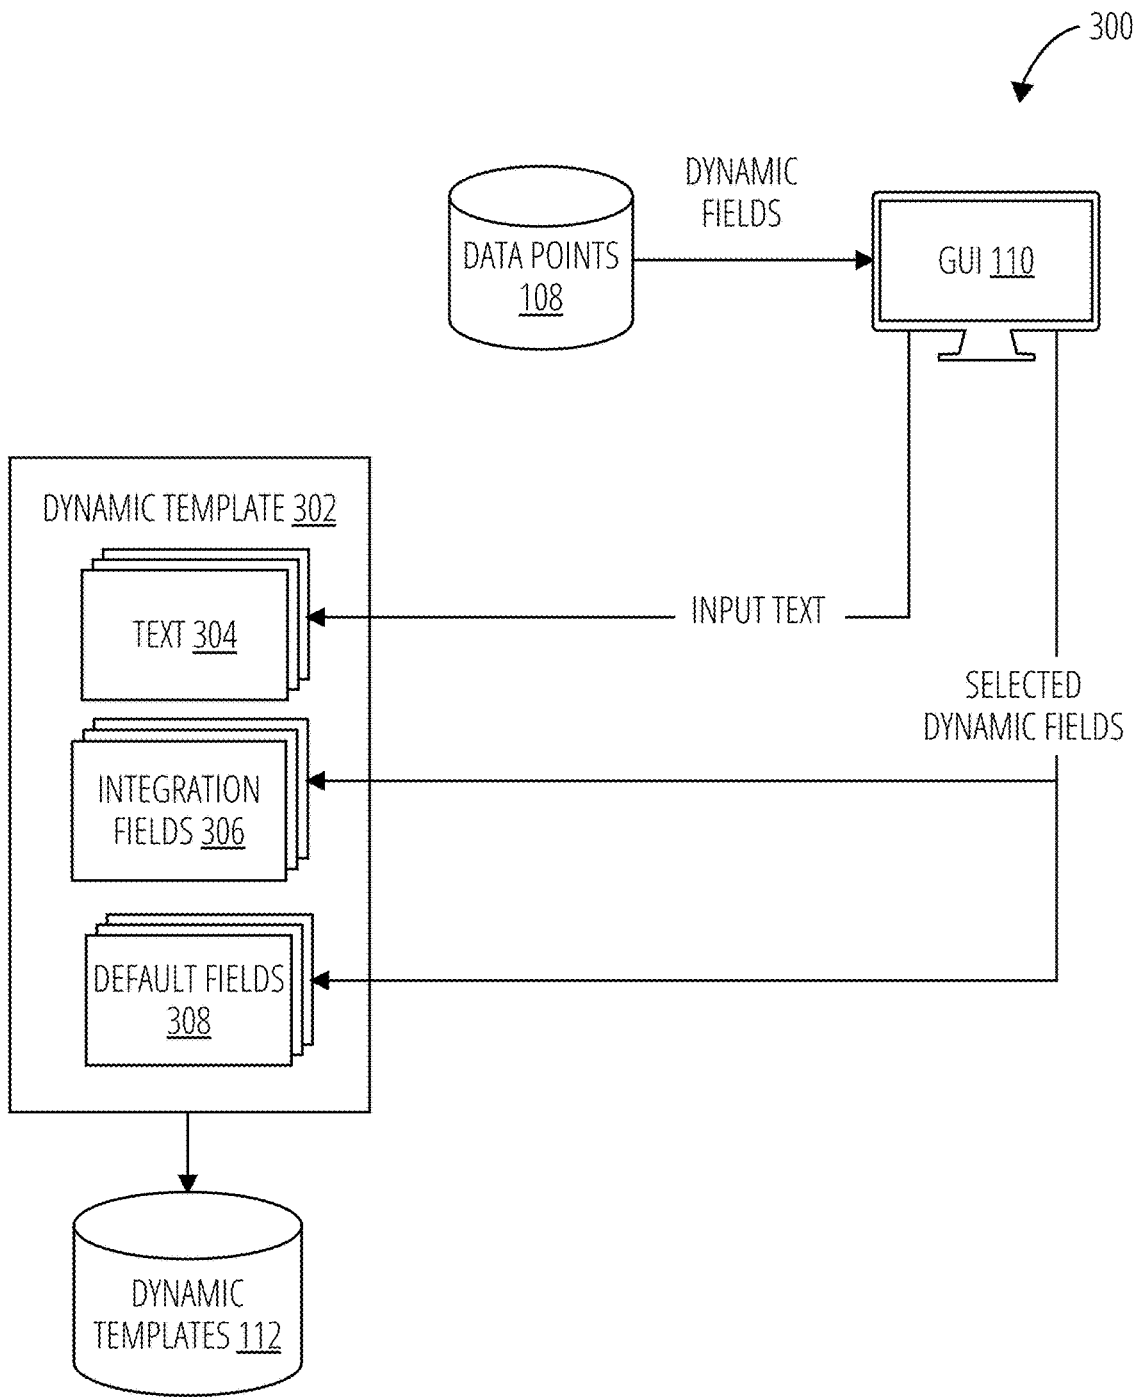 300
DYNAMIC
FIELDS
DATA POINTS
108
GUI 110
DYNAMIC TEMPLATE 302
TEXT 304
INPUT TEXT
SELECTED
DYNAMIC FIELDS
INTEGRATION
FIELDS 306
DEFAULT FIELDS
308
DYNAMIC
TEMPLATES 112